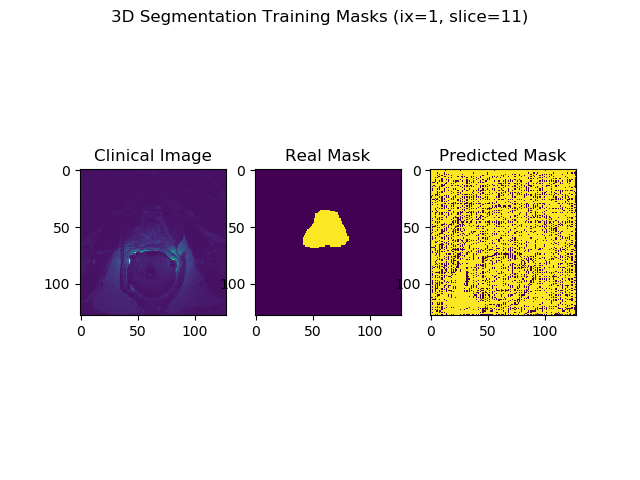 3D Segmentation Training Masks (ix=1, slice=11)
Clinical Image Real Mask Predicted Mask
0 0 0
50 50 50
100 100 100
0 50 100 0 50 100 0 50 100